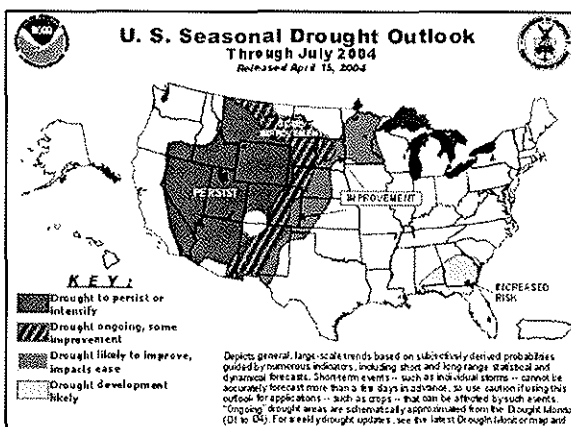 U. S. Seasonal Drought Outlook
Through July 2004
Released April 15, 2004
IMPROVEMENT
PERSIST
IMPROVEMENT
INCREASED
RISK
KEY:
Drought to persist or
intensify
Drought ongoing, some
improvement
Drought likely to improve,
impacts ease
Drought development
likely
Depicts general, large-scale trends based on subjectively derived probabilities
guided by numerous indicators, including short and long range statistical and
dynamical forecasts. Short-term events -- such as individual storms -- cannot be
accurately forecast more than a few days in advance, so use caution if using this
outlook for applications -- such as crops -- that can be affected by such events.
"Ongoing" drought areas are schematically approximated from the Drought Monitor
(D1 to D4). For weekly drought updates, see the latest Drought Monitor map and